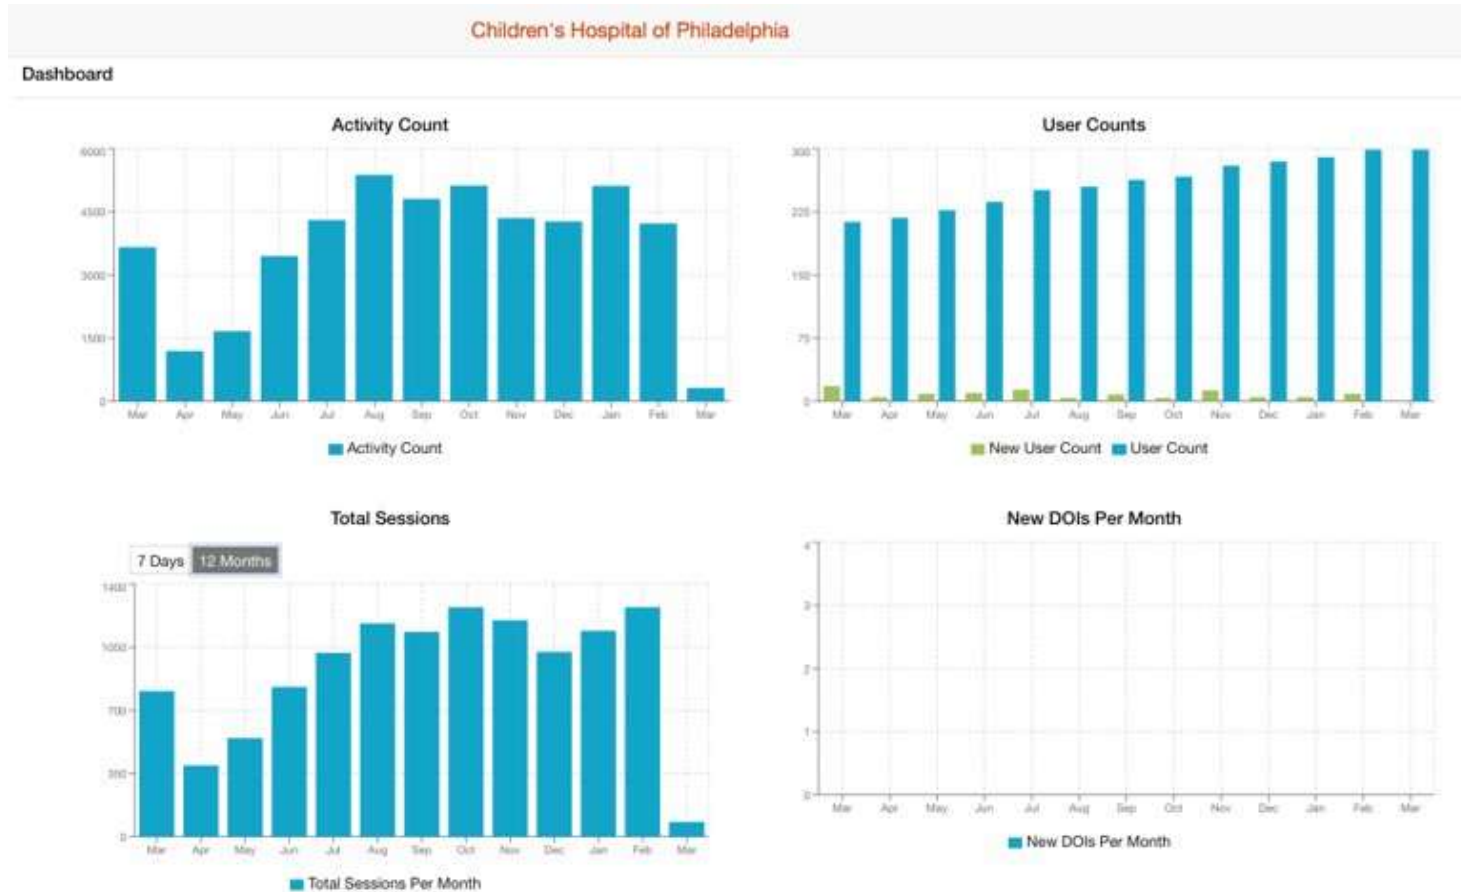 Children's Hospital of Philadelphia
Dashboard
Activity Count
6000
4500
3000
1500
0
Mar Apr May Jun Jul Aug Sep Oct Nov Dec Jan Feb Mar
Activity Count
User Counts
300
225
150
75
0
Mar Apr May Jun Jul Aug Sep Oct Nov Dec Jan Feb Mar
New User Count User Count
Total Sessions
7 Days 12 Months
1400
1050
700
350
0
Mar Apr May Jun Jul Aug Sep Oct Nov Dec Jan Feb Mar
Total Sessions Per Month
New DOIs Per Month
4
3
2
1
0
Mar Apr May Jun Jul Aug Sep Oct Nov Dec Jan Feb Mar
New DOIs Per Month